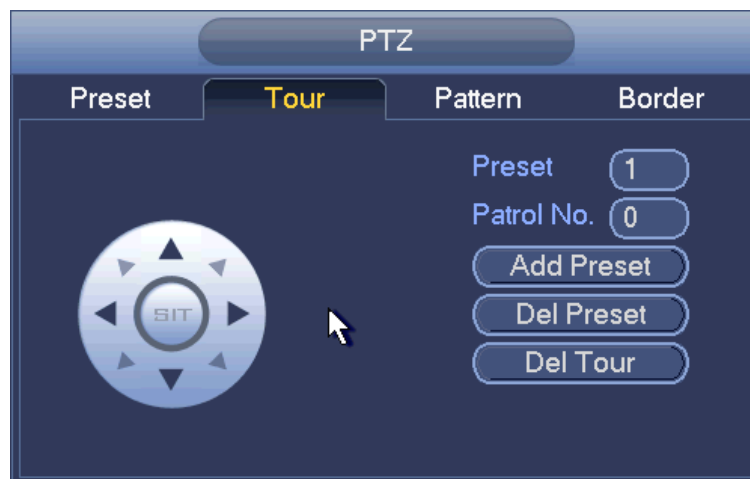 PTZ
Preset Tour Pattern Border
Preset 1
Patrol No. 0
Add Preset
SIT
Del Preset
Del Tour